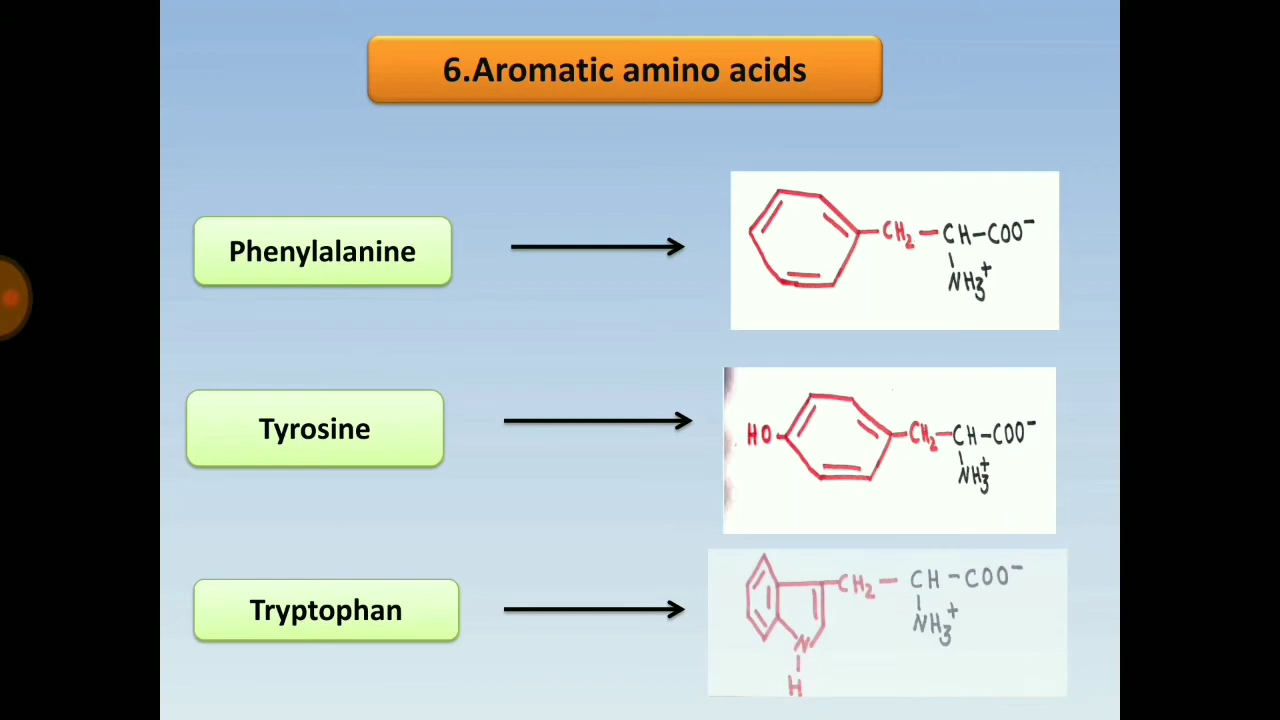 6.Aromatic amino acids
Phenylalanine
CH2 – CH – COO⁻
NH3⁺
Tyrosine
HO
CH2 – CH – COO⁻
NH3⁺
Tryptophan
CH2 – CH – COO⁻
NH3⁺
N
H